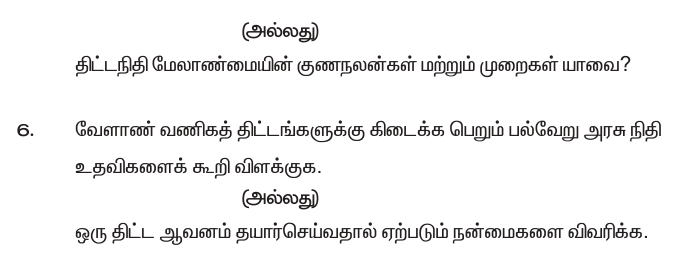 (அல்லது)
திட்டநிதி மேலாண்மையின் குணநலன்கள் மற்றும் முறைகள் யாவை?
6. வேளாண் வணிகத் திட்டங்களுக்கு கிடைக்க பெறும் பல்வேறு அரசு நிதி
உதவிகளைக் கூறி விளக்குக.
(அல்லது)
ஒரு திட்ட ஆவனம் தயார்செய்வதால் ஏற்படும் நன்மைகளை விவரிக்க.